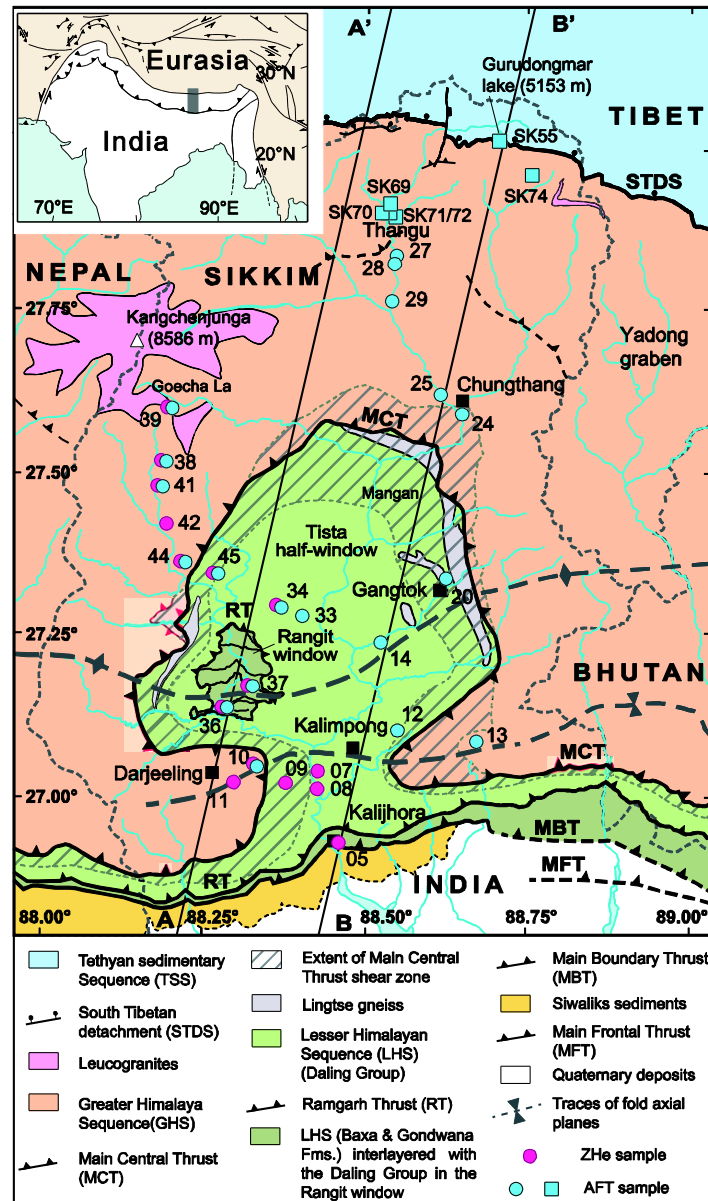 A'
B'
Eurasia
India
30°N
20°N
70°E
90°E
Gurudongmar
lake (5153 m)
TIBET
SK55
SK74
STDS
SK69
SK70
SK71/72
Thangu
27
28
29
NEPAL
SIKKIM
27.75°
Kangchenjunga
(8586 m)
Yadong
graben
Goecha La
25
Chungthang
24
39
MCT
27.50°
38
41
Mangan
42
Tista
half-window
44
45
34
33
Gangtok
20
RT
Rangit
window
27.25°
14
BHUTAN
37
36
12
13
Kalimpong
10
09
07
MCT
Darjeeling
11
08
27.00°
Kalijhora
MBT
05
RT
INDIA
MFT
88.00°
A
88.25°
B
88.50°
88.75°
89.00°
Tethyan sedimentary
Sequence (TSS)
South Tibetan
detachment (STDS)
Leucogranites
Greater Himalaya
Sequence(GHS)
Main Central Thrust
(MCT)
Extent of Main Central
Thrust shear zone
Lingtse gneiss
Lesser Himalayan
Sequence (LHS)
(Daling Group)
Ramgarh Thrust (RT)
LHS (Baxa & Gondwana
Fms.) interlayered with
the Daling Group in the
Rangit window
Main Boundary Thrust
(MBT)
Siwaliks sediments
Main Frontal Thrust
(MFT)
Quaternary deposits
Traces of fold axial
planes
ZHe sample
AFT sample